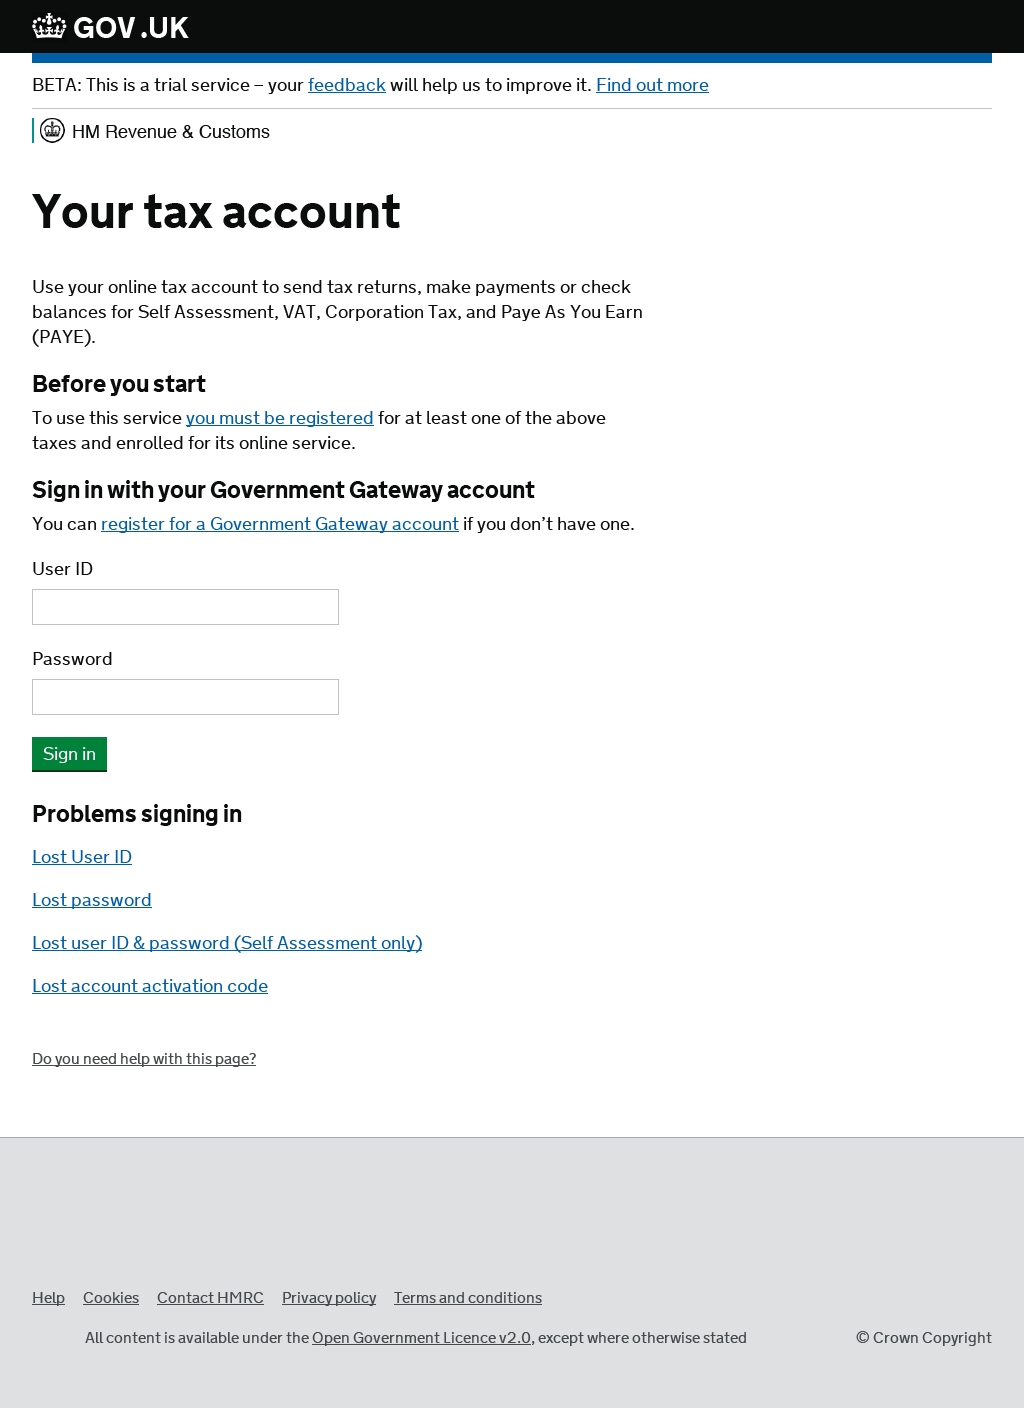 GOV.UK
BETA: This is a trial service – your feedback will help us to improve it. Find out more
HM Revenue & Customs
Your tax account
Use your online tax account to send tax returns, make payments or check
balances for Self Assessment, VAT, Corporation Tax, and Paye As You Earn
(PAYE).
Before you start
To use this service you must be registered for at least one of the above
taxes and enrolled for its online service.
Sign in with your Government Gateway account
You can register for a Government Gateway account if you don’t have one.
User ID
Password
Sign in
Problems signing in
Lost User ID
Lost password
Lost user ID & password (Self Assessment only)
Lost account activation code
Do you need help with this page?
Help Cookies Contact HMRC Privacy policy Terms and conditions
All content is available under the Open Government Licence v2.0, except where otherwise stated
© Crown Copyright